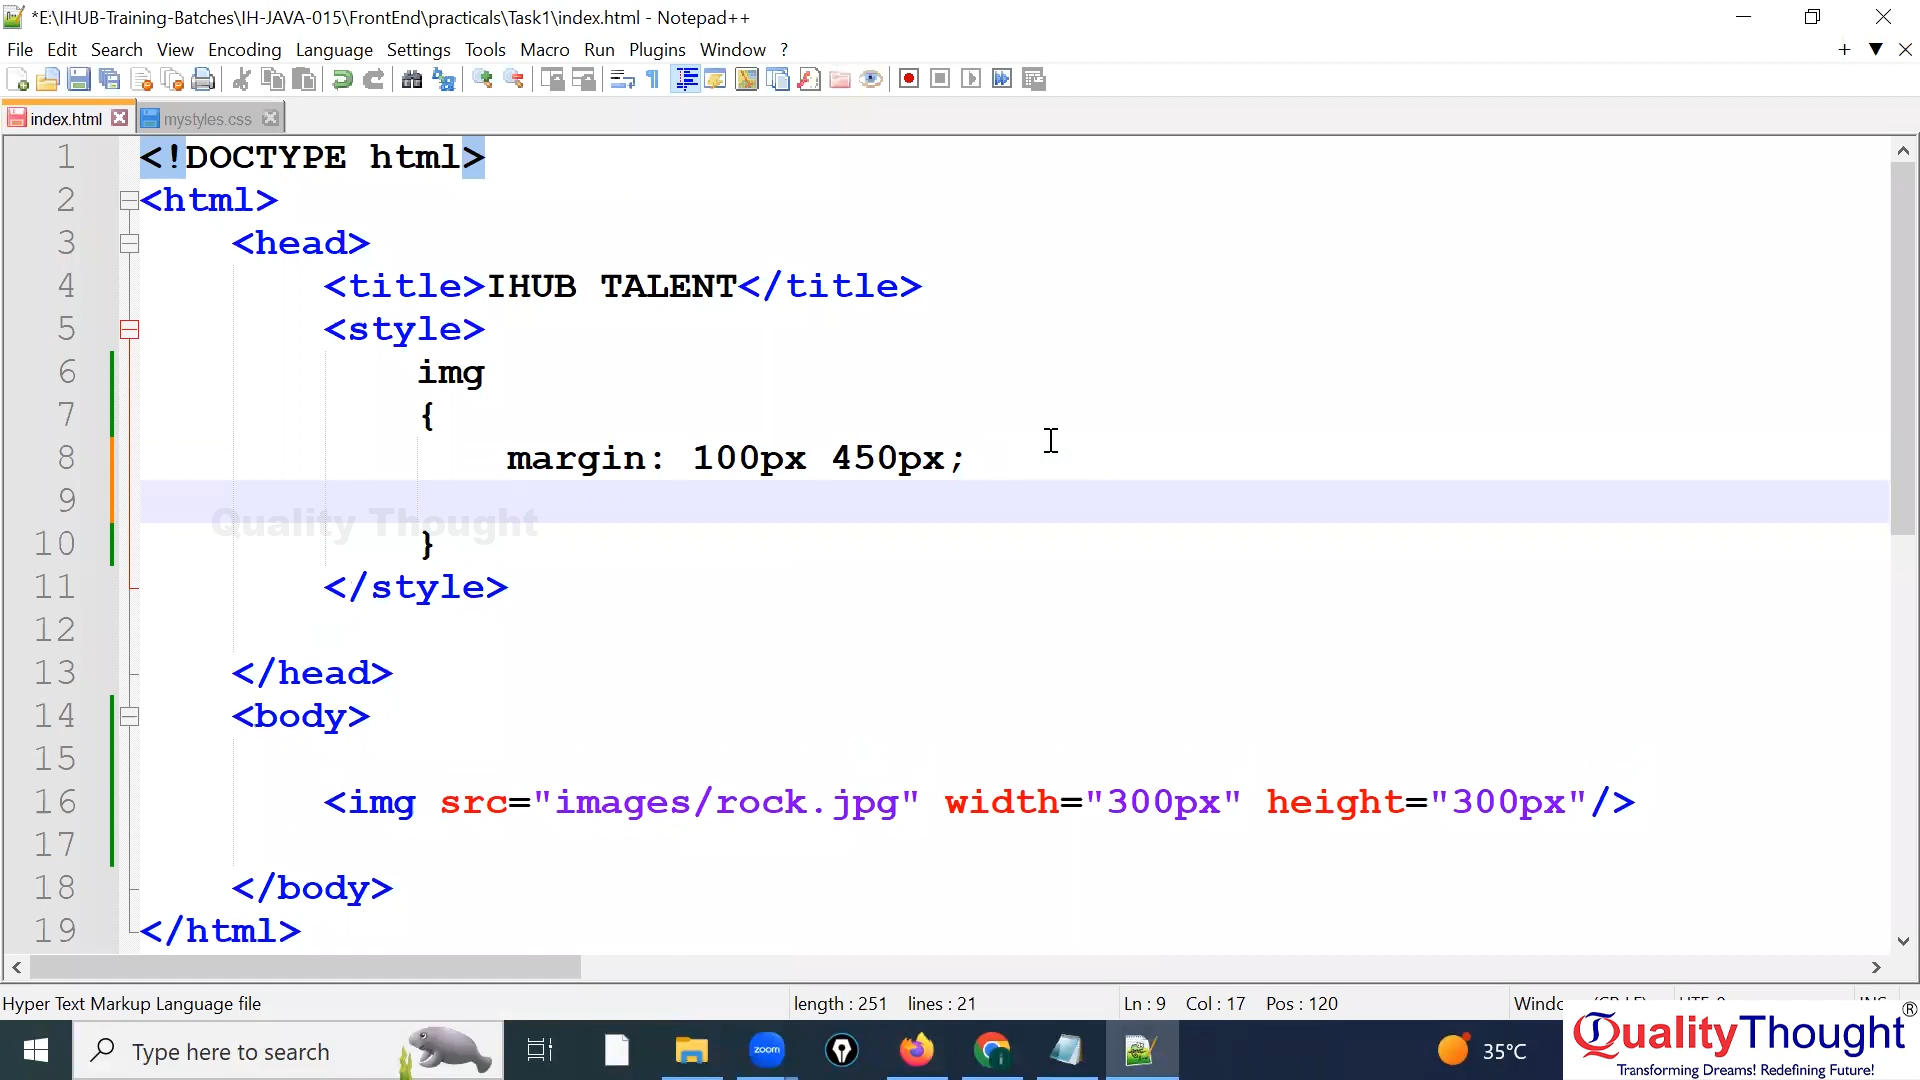 *E:\IHUB-Training-Batches\IH-JAVA-015\FrontEnd\practicals\Task1\index.html - Notepad++
File Edit Search View Encoding Language Settings Tools Macro Run Plugins Window ?
index.html mystyles.css
1 <!DOCTYPE html>
2 <html>
3 <head>
4 <title>IHUB TALENT</title>
5 <style>
6 img
7 {
8 margin: 100px 450px;
9
Quality Thought
10 }
11 </style>
12
13 </head>
14 <body>
15
16 <img src="images/rock.jpg" width="300px" height="300px"/>
17
18 </body>
19 </html>
Hyper Text Markup Language file length : 251 lines : 21 Ln : 9 Col : 17 Pos : 120
Type here to search zoom 35°C
QualityThought®
Transforming Dreams! Redefining Future!